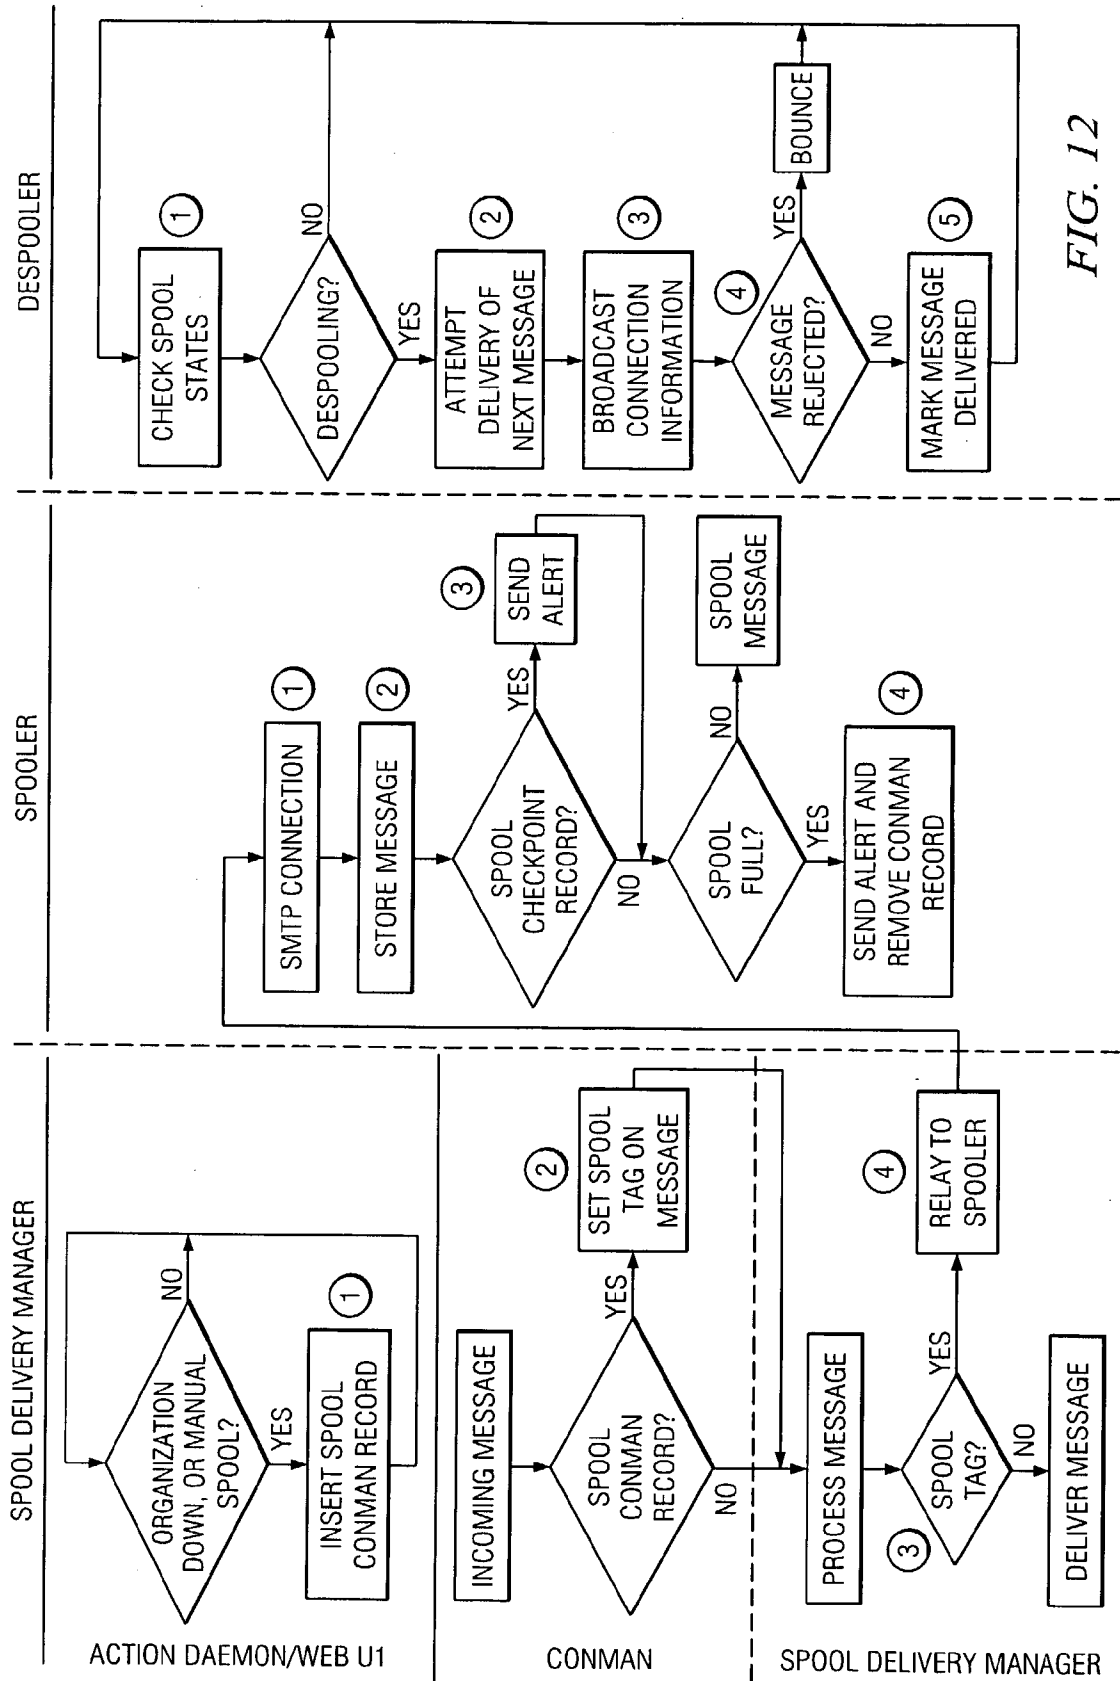 SPOOL DELIVERY MANAGER
ACTION DAEMON/WEB U1
ORGANIZATION
DOWN, OR MANUAL
SPOOL?
NO
YES
1
INSERT SPOOL
CONMAN RECORD
CONMAN
INCOMING MESSAGE
SPOOL
CONMAN
RECORD?
YES
NO
2
SET SPOOL
TAG ON
MESSAGE
SPOOL DELIVERY MANAGER
PROCESS MESSAGE
3
SPOOL
TAG?
YES
NO
4
RELAY TO
SPOOLER
DELIVER MESSAGE
SPOOLER
SMTP CONNECTION
1
STORE MESSAGE
2
SPOOL
CHECKPOINT
RECORD?
YES
NO
3
SEND
ALERT
SPOOL
FULL?
NO
YES
SPOOL
MESSAGE
SEND ALERT AND
REMOVE CONMAN
RECORD
4
DESPOOLER
CHECK SPOOL
STATES
1
DESPOOLING?
NO
YES
ATTEMPT
DELIVERY OF
NEXT MESSAGE
2
BROADCAST
CONNECTION
INFORMATION
3
4
MESSAGE
REJECTED?
YES
NO
BOUNCE
MARK MESSAGE
DELIVERED
5
FIG. 12